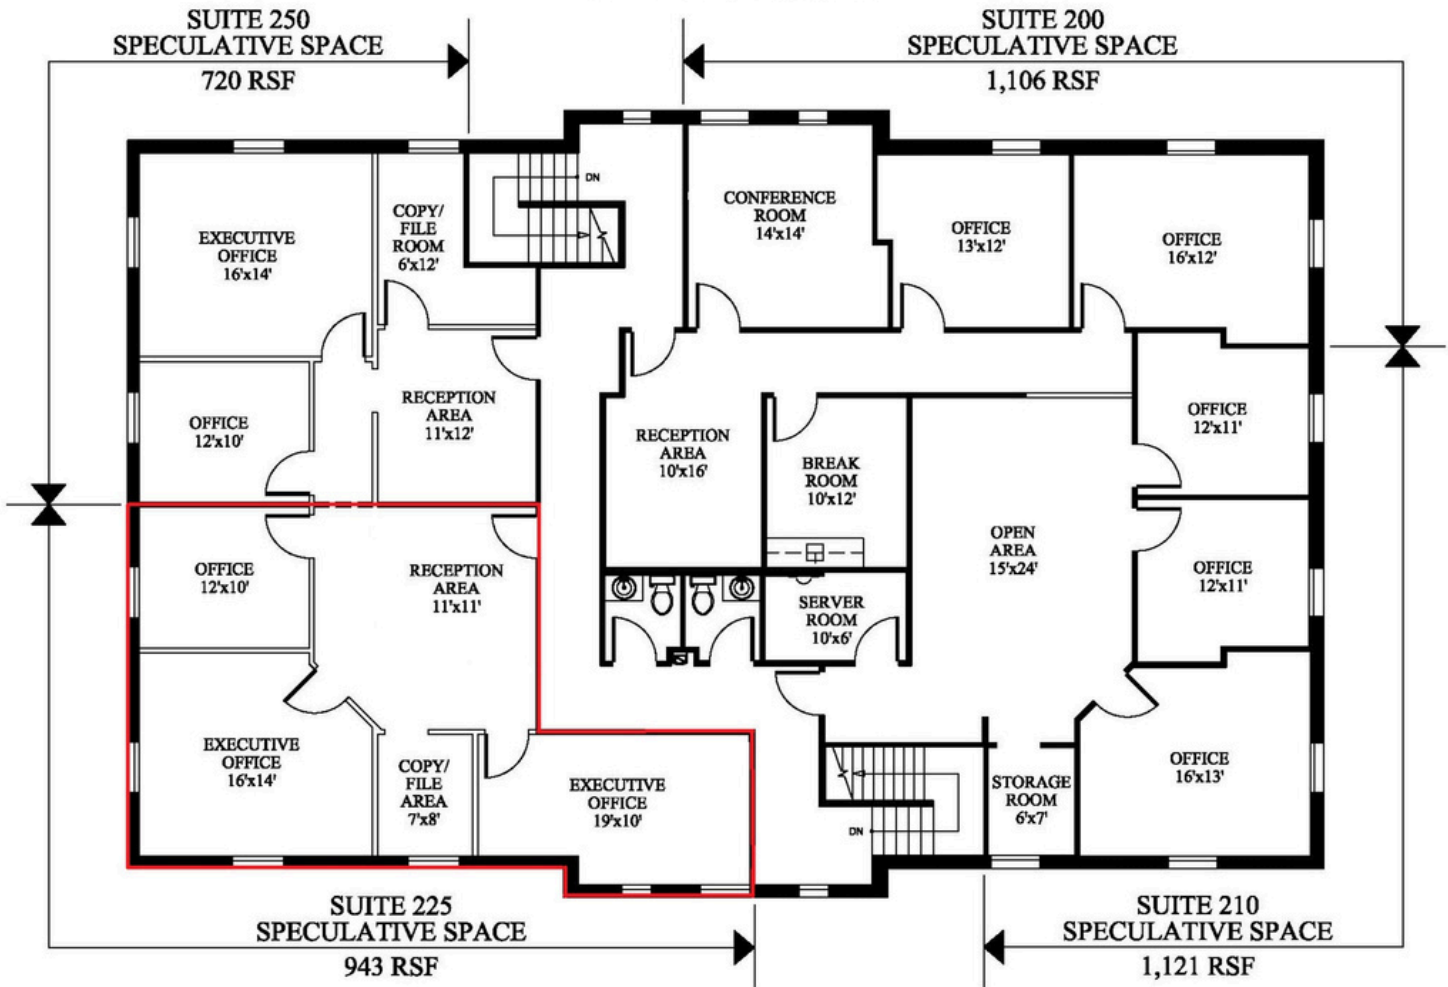 SUITE 250
SPECULATIVE SPACE
720 RSF
SUITE 200
SPECULATIVE SPACE
1,106 RSF
EXECUTIVE
OFFICE
16'x14'
COPY/
FILE
ROOM
6'x12'
DN
CONFERENCE
ROOM
14'x14'
OFFICE
13'x12'
OFFICE
16'x12'
OFFICE
12'x10'
RECEPTION
AREA
11'x12'
RECEPTION
AREA
10'x16'
BREAK
ROOM
10'x12'
OFFICE
12'x11'
OPEN
AREA
15'x24'
OFFICE
12'x11'
OFFICE
12'x10'
RECEPTION
AREA
11'x11'
SERVER
ROOM
10'x6'
EXECUTIVE
OFFICE
16'x14'
COPY/
FILE
AREA
7'x8'
EXECUTIVE
OFFICE
19'x10'
DN
STORAGE
ROOM
6'x7'
OFFICE
16'x13'
SUITE 225
SPECULATIVE SPACE
943 RSF
SUITE 210
SPECULATIVE SPACE
1,121 RSF